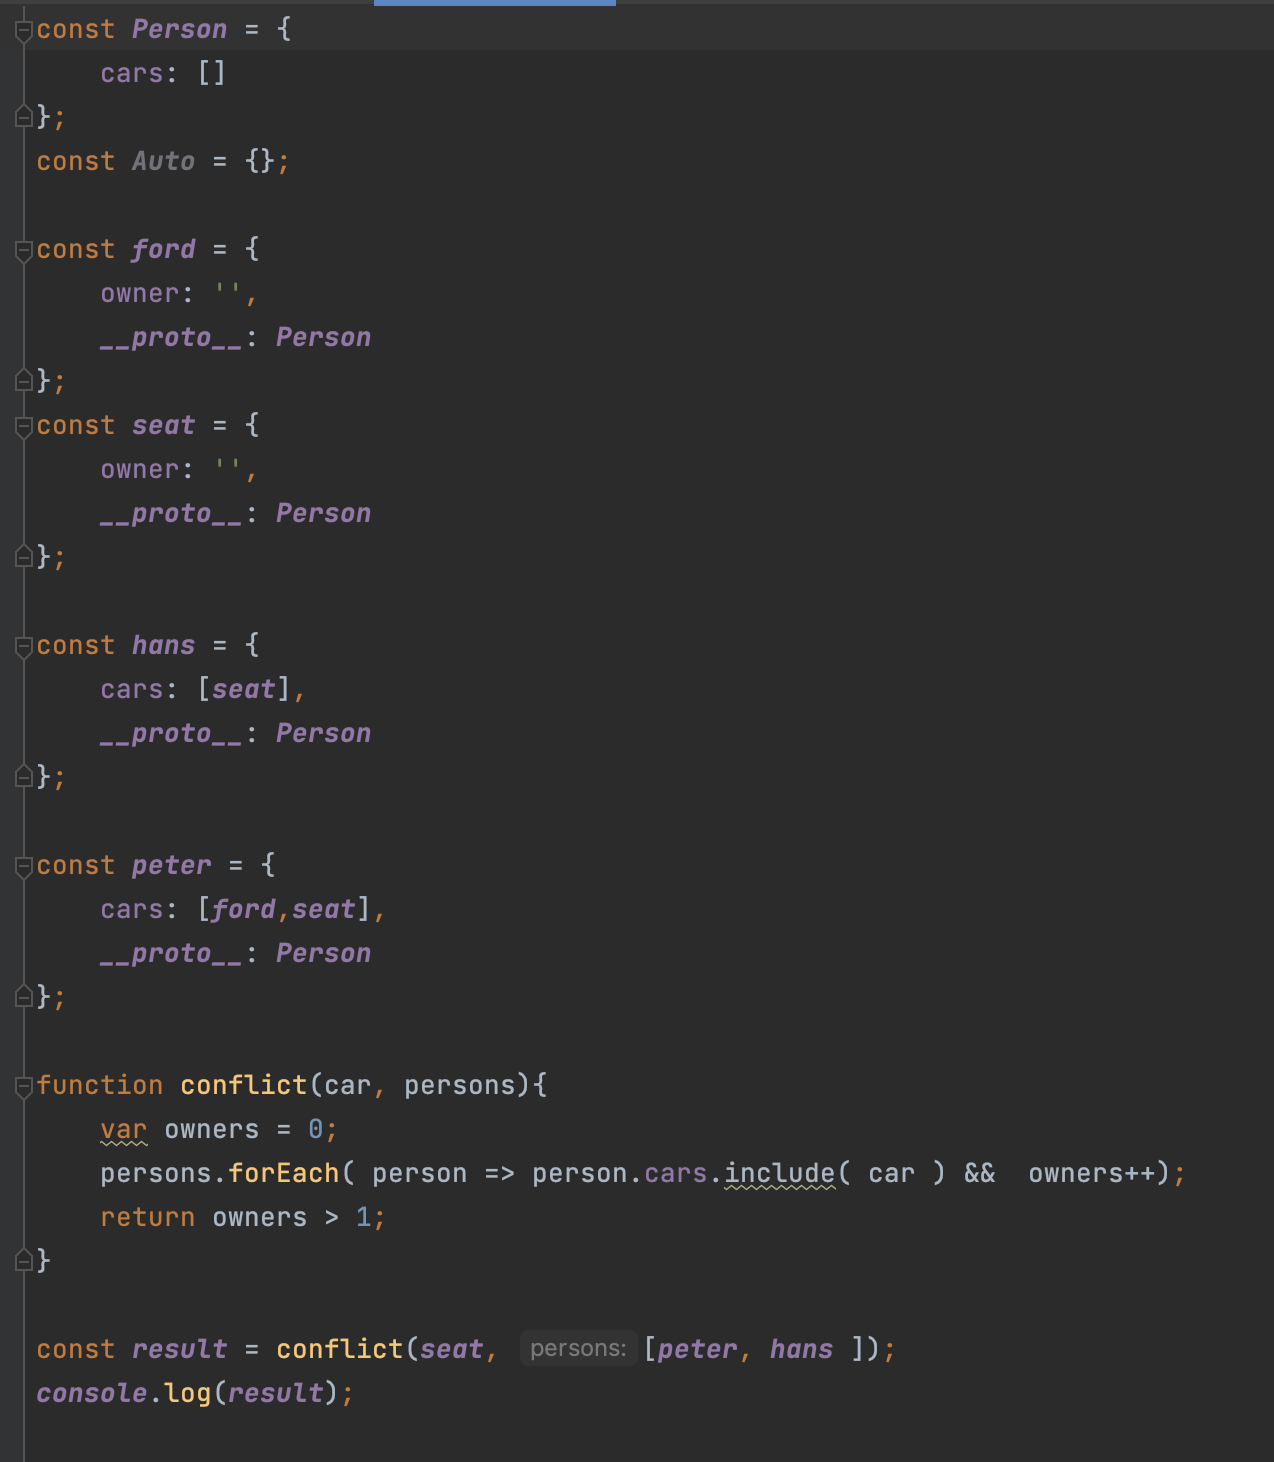 const Person = {
    cars: []
};
const Auto = {};
const ford = {
    owner: '',
    __proto__: Person
};
const seat = {
    owner: '',
    __proto__: Person
};
const hans = {
    cars: [seat],
    __proto__: Person
};
const peter = {
    cars: [ford,seat],
    __proto__: Person
};
function conflict(car, persons){
    var owners = 0;
    persons.forEach( person => person.cars.include( car ) &&  owners++);
    return owners > 1;
}
const result = conflict(seat, persons: [peter, hans ]);
console.log(result);